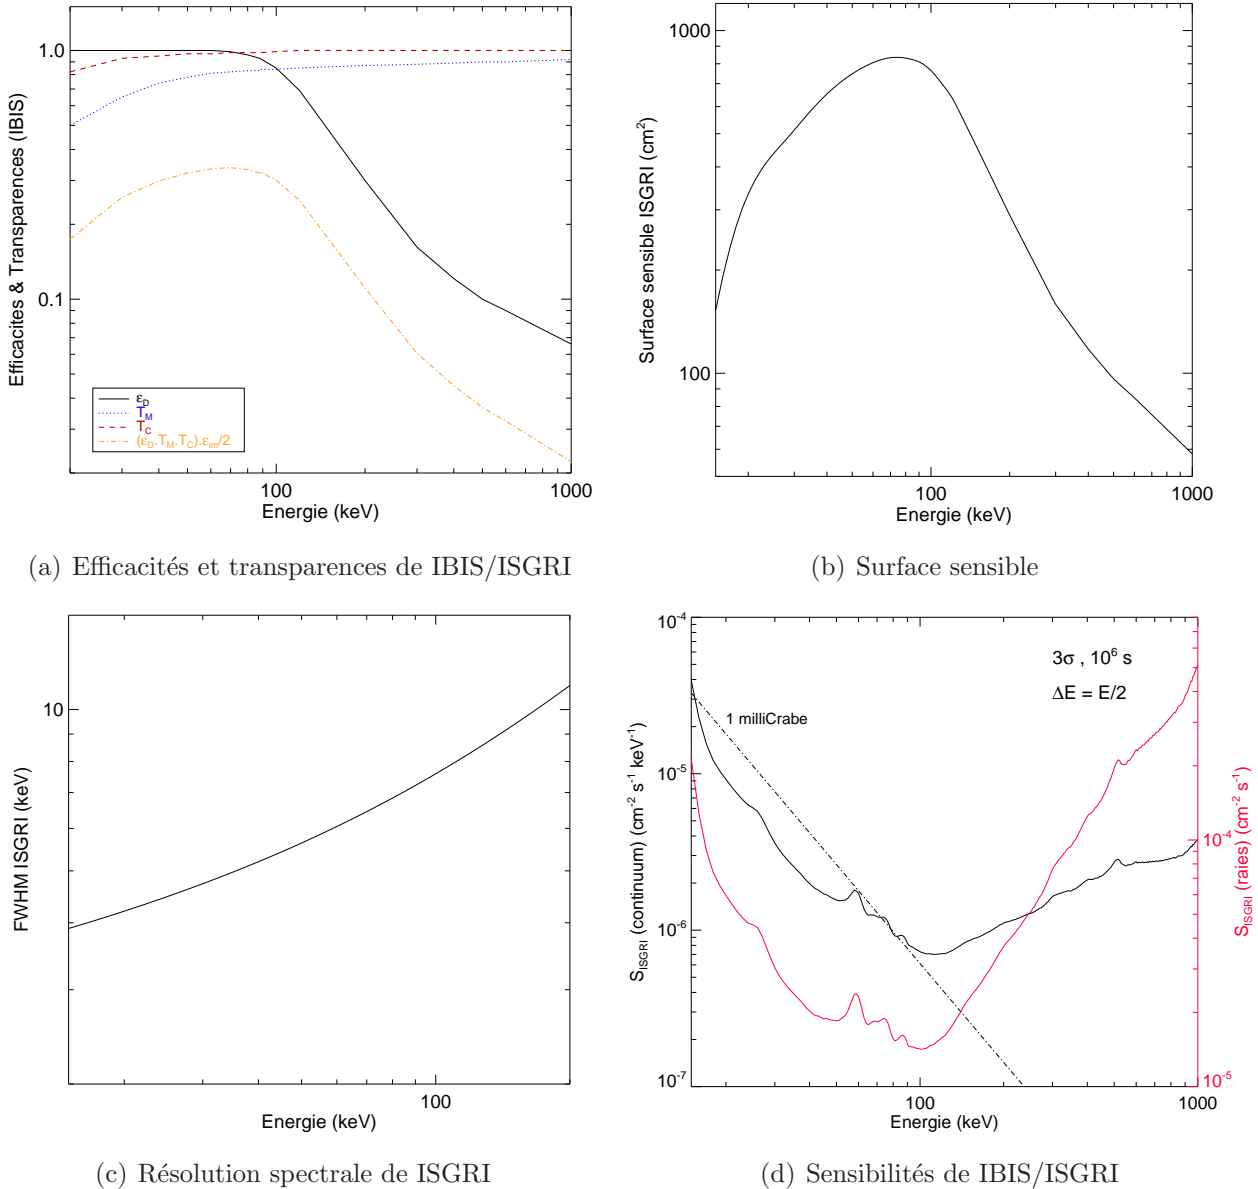 Efficacites & Transparences (IBIS)
1.0
0.1
ε_D
T_M
T_C
(ε_D.T_M.T_C).ε_im/2
100
1000
Energie (keV)
(a) Efficacités et transparences de IBIS/ISGRI
Surface sensible ISGRI (cm²)
1000
100
100
1000
Energie (keV)
(b) Surface sensible
FWHM ISGRI (keV)
10
100
Energie (keV)
(c) Résolution spectrale de ISGRI
S_ISGRI (continuum) (cm⁻² s⁻¹ keV⁻¹)
10⁻⁴
10⁻⁵
10⁻⁶
10⁻⁷
3σ , 10⁶ s
ΔE = E/2
1 milliCrabe
10⁻⁴
10⁻⁵
S_ISGRI (raies) (cm⁻² s⁻¹)
100
1000
Energie (keV)
(d) Sensibilités de IBIS/ISGRI